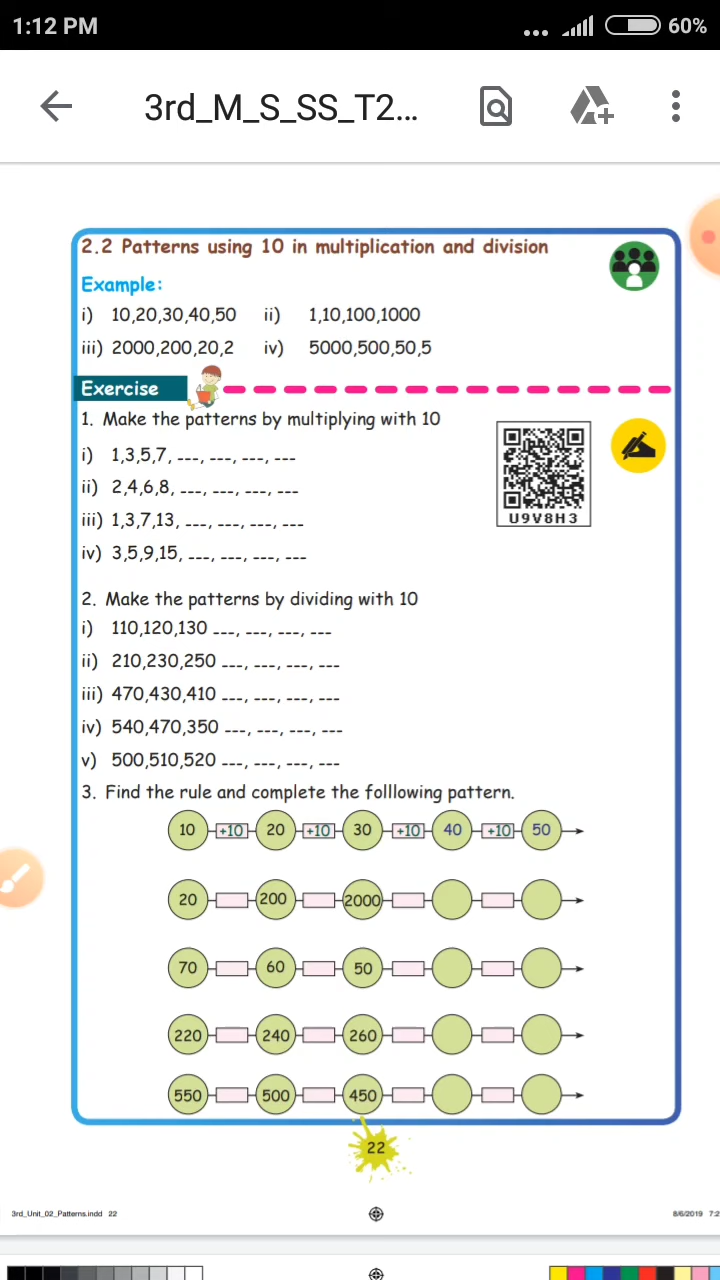 1:12 PM
60%
3rd_M_S_SS_T2...
2.2 Patterns using 10 in multiplication and division
Example:
i) 10,20,30,40,50 ii) 1,10,100,1000
iii) 2000,200,20,2 iv) 5000,500,50,5
Exercise
1. Make the patterns by multiplying with 10
i) 1,3,5,7, ---, ---, ---, ---
ii) 2,4,6,8, ---, ---, ---, ---
iii) 1,3,7,13, ---, ---, ---, ---
iv) 3,5,9,15, ---, ---, ---, ---
U9V8H3
2. Make the patterns by dividing with 10
i) 110,120,130 ---, ---, ---, ---
ii) 210,230,250 ---, ---, ---, ---
iii) 470,430,410 ---, ---, ---, ---
iv) 540,470,350 ---, ---, ---, ---
v) 500,510,520 ---, ---, ---, ---
3. Find the rule and complete the folllowing pattern.
10 +10 20 +10 30 +10 40 +10 50
20 200 2000
70 60 50
220 240 260
550 500 450
22
3rd_Unit_02_Patterns.indd 22
8/6/2019 7:2